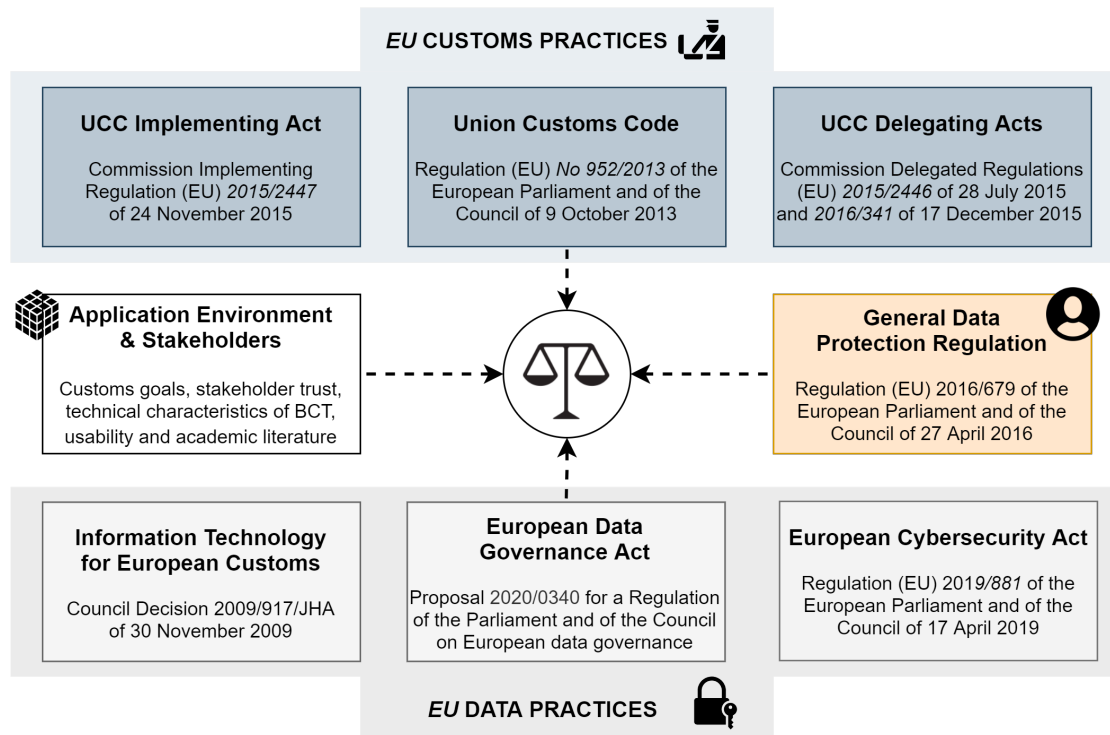 EU CUSTOMS PRACTICES
UCC Implementing Act
Commission Implementing
Regulation (EU) 2015/2447
of 24 November 2015
Union Customs Code
Regulation (EU) No 952/2013 of the
European Parliament and of the
Council of 9 October 2013
UCC Delegating Acts
Commission Delegated Regulations
(EU) 2015/2446 of 28 July 2015
and 2016/341 of 17 December 2015
Application Environment
& Stakeholders
Customs goals, stakeholder trust,
technical characteristics of BCT,
usability and academic literature
General Data
Protection Regulation
Regulation (EU) 2016/679 of the
European Parliament and of the
Council of 27 April 2016
Information Technology
for European Customs
Council Decision 2009/917/JHA
of 30 November 2009
European Data
Governance Act
Proposal 2020/0340 for a Regulation
of the Parliament and of the Council
on European data governance
European Cybersecurity Act
Regulation (EU) 2019/881 of the
European Parliament and of the
Council of 17 April 2019
EU DATA PRACTICES